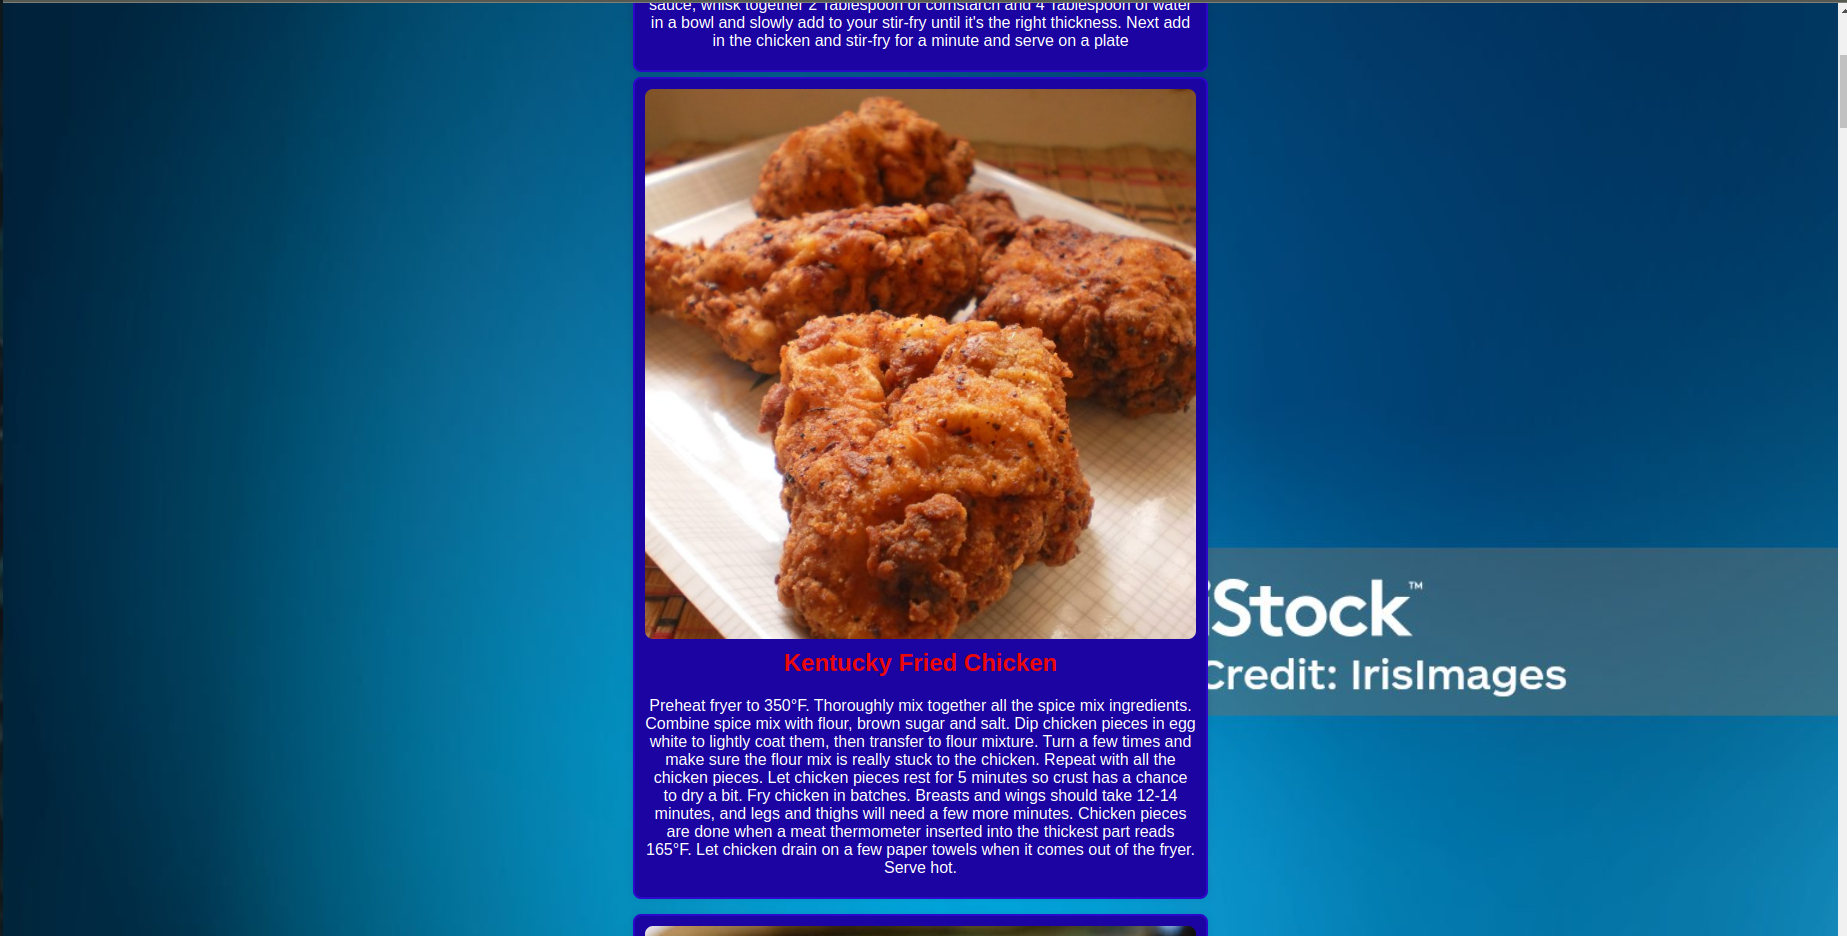 sauce, whisk together 2 Tablespoon of cornstarch and 4 Tablespoon of water
in a bowl and slowly add to your stir-fry until it's the right thickness. Next add
in the chicken and stir-fry for a minute and serve on a plate
Kentucky Fried Chicken
Preheat fryer to 350°F. Thoroughly mix together all the spice mix ingredients.
Combine spice mix with flour, brown sugar and salt. Dip chicken pieces in egg
white to lightly coat them, then transfer to flour mixture. Turn a few times and
make sure the flour mix is really stuck to the chicken. Repeat with all the
chicken pieces. Let chicken pieces rest for 5 minutes so crust has a chance
to dry a bit. Fry chicken in batches. Breasts and wings should take 12-14
minutes, and legs and thighs will need a few more minutes. Chicken pieces
are done when a meat thermometer inserted into the thickest part reads
165°F. Let chicken drain on a few paper towels when it comes out of the fryer.
Serve hot.
iStock™
Credit: IrisImages